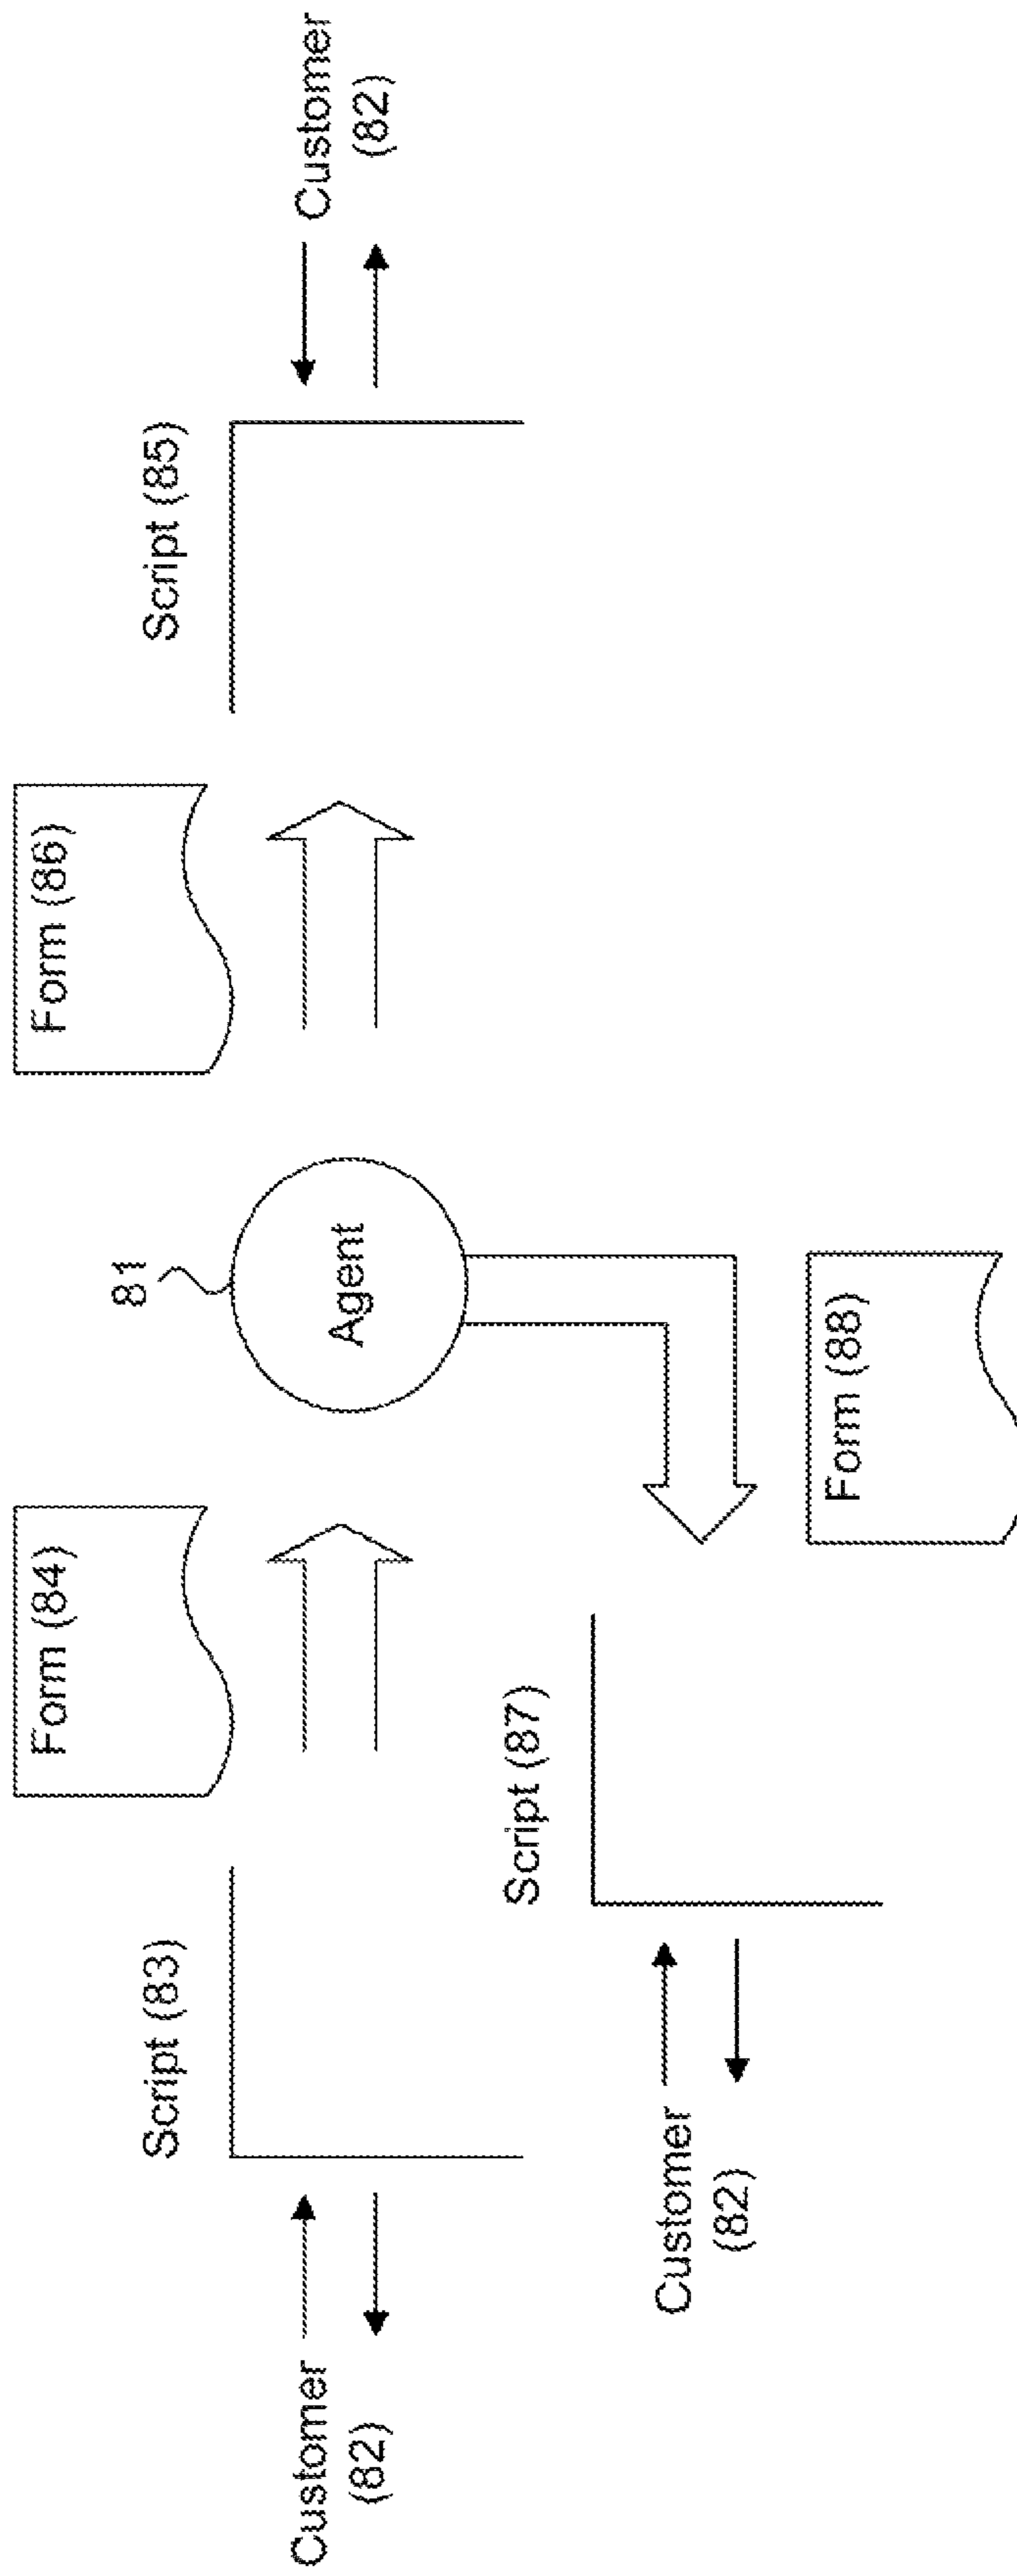 Form (84)
Form (86)
Script (83)
81
Script (85)
Customer
(82)
Agent
Customer
(82)
Script (87)
Customer
(82)
Form (88)